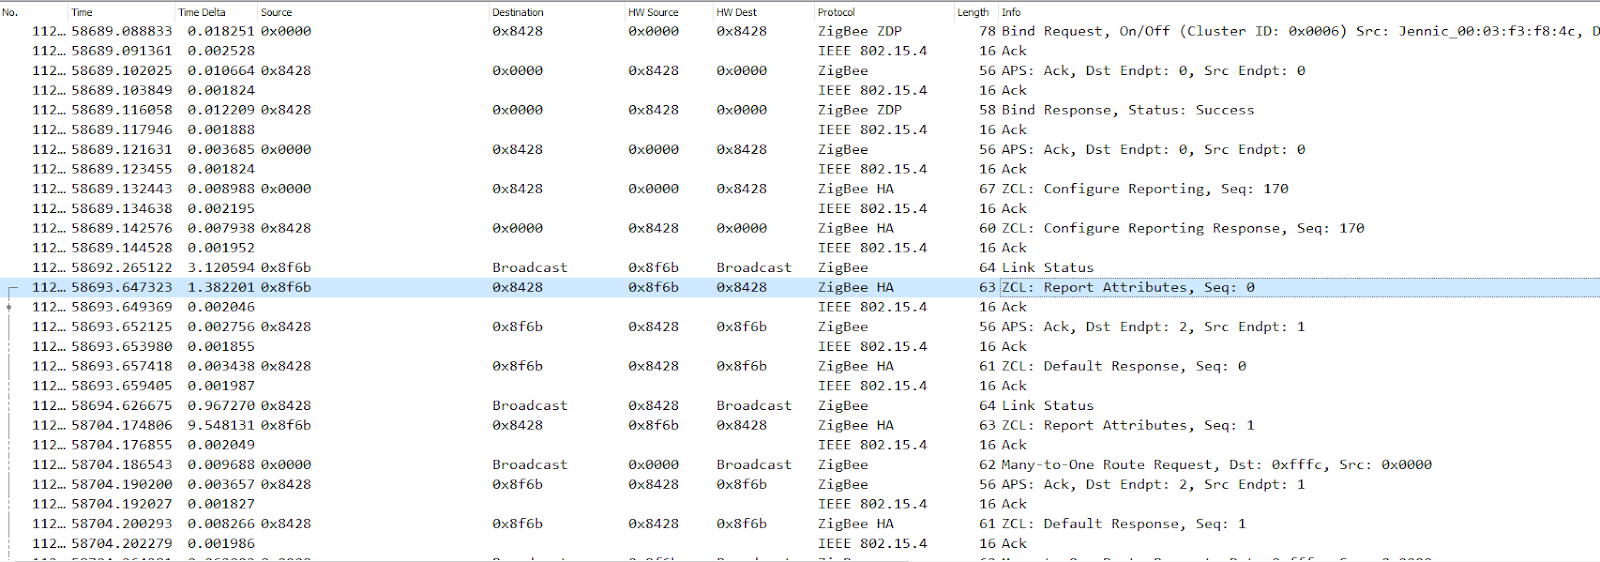 No. Time Time Delta Source Destination HW Source HW Dest Protocol Length Info
112… 58689.088833 0.018251 0x0000 0x8428 0x0000 0x8428 ZigBee ZDP 78 Bind Request, On/Off (Cluster ID: 0x0006) Src: Jennic_00:03:f3:f8:4c, D
112… 58689.091361 0.002528 IEEE 802.15.4 16 Ack
112… 58689.102025 0.010664 0x8428 0x0000 0x8428 0x0000 ZigBee 56 APS: Ack, Dst Endpt: 0, Src Endpt: 0
112… 58689.103849 0.001824 IEEE 802.15.4 16 Ack
112… 58689.116058 0.012209 0x8428 0x0000 0x8428 0x0000 ZigBee ZDP 58 Bind Response, Status: Success
112… 58689.117946 0.001888 IEEE 802.15.4 16 Ack
112… 58689.121631 0.003685 0x0000 0x8428 0x0000 0x8428 ZigBee 56 APS: Ack, Dst Endpt: 0, Src Endpt: 0
112… 58689.123455 0.001824 IEEE 802.15.4 16 Ack
112… 58689.132443 0.008988 0x0000 0x8428 0x0000 0x8428 ZigBee HA 67 ZCL: Configure Reporting, Seq: 170
112… 58689.134638 0.002195 IEEE 802.15.4 16 Ack
112… 58689.142576 0.007938 0x8428 0x0000 0x8428 0x0000 ZigBee HA 60 ZCL: Configure Reporting Response, Seq: 170
112… 58689.144528 0.001952 IEEE 802.15.4 16 Ack
112… 58692.265122 3.120594 0x8f6b Broadcast 0x8f6b Broadcast ZigBee 64 Link Status
112… 58693.647323 1.382201 0x8f6b 0x8428 0x8f6b 0x8428 ZigBee HA 63 ZCL: Report Attributes, Seq: 0
112… 58693.649369 0.002046 IEEE 802.15.4 16 Ack
112… 58693.652125 0.002756 0x8428 0x8f6b 0x8428 0x8f6b ZigBee 56 APS: Ack, Dst Endpt: 2, Src Endpt: 1
112… 58693.653980 0.001855 IEEE 802.15.4 16 Ack
112… 58693.657418 0.003438 0x8428 0x8f6b 0x8428 0x8f6b ZigBee HA 61 ZCL: Default Response, Seq: 0
112… 58693.659405 0.001987 IEEE 802.15.4 16 Ack
112… 58694.626675 0.967270 0x8428 Broadcast 0x8428 Broadcast ZigBee 64 Link Status
112… 58704.174806 9.548131 0x8f6b 0x8428 0x8f6b 0x8428 ZigBee HA 63 ZCL: Report Attributes, Seq: 1
112… 58704.176855 0.002049 IEEE 802.15.4 16 Ack
112… 58704.186543 0.009688 0x0000 Broadcast 0x0000 Broadcast ZigBee 62 Many-to-One Route Request, Dst: 0xfffc, Src: 0x0000
112… 58704.190200 0.003657 0x8428 0x8f6b 0x8428 0x8f6b ZigBee 56 APS: Ack, Dst Endpt: 2, Src Endpt: 1
112… 58704.192027 0.001827 IEEE 802.15.4 16 Ack
112… 58704.200293 0.008266 0x8428 0x8f6b 0x8428 0x8f6b ZigBee HA 61 ZCL: Default Response, Seq: 1
112… 58704.202279 0.001986 IEEE 802.15.4 16 Ack